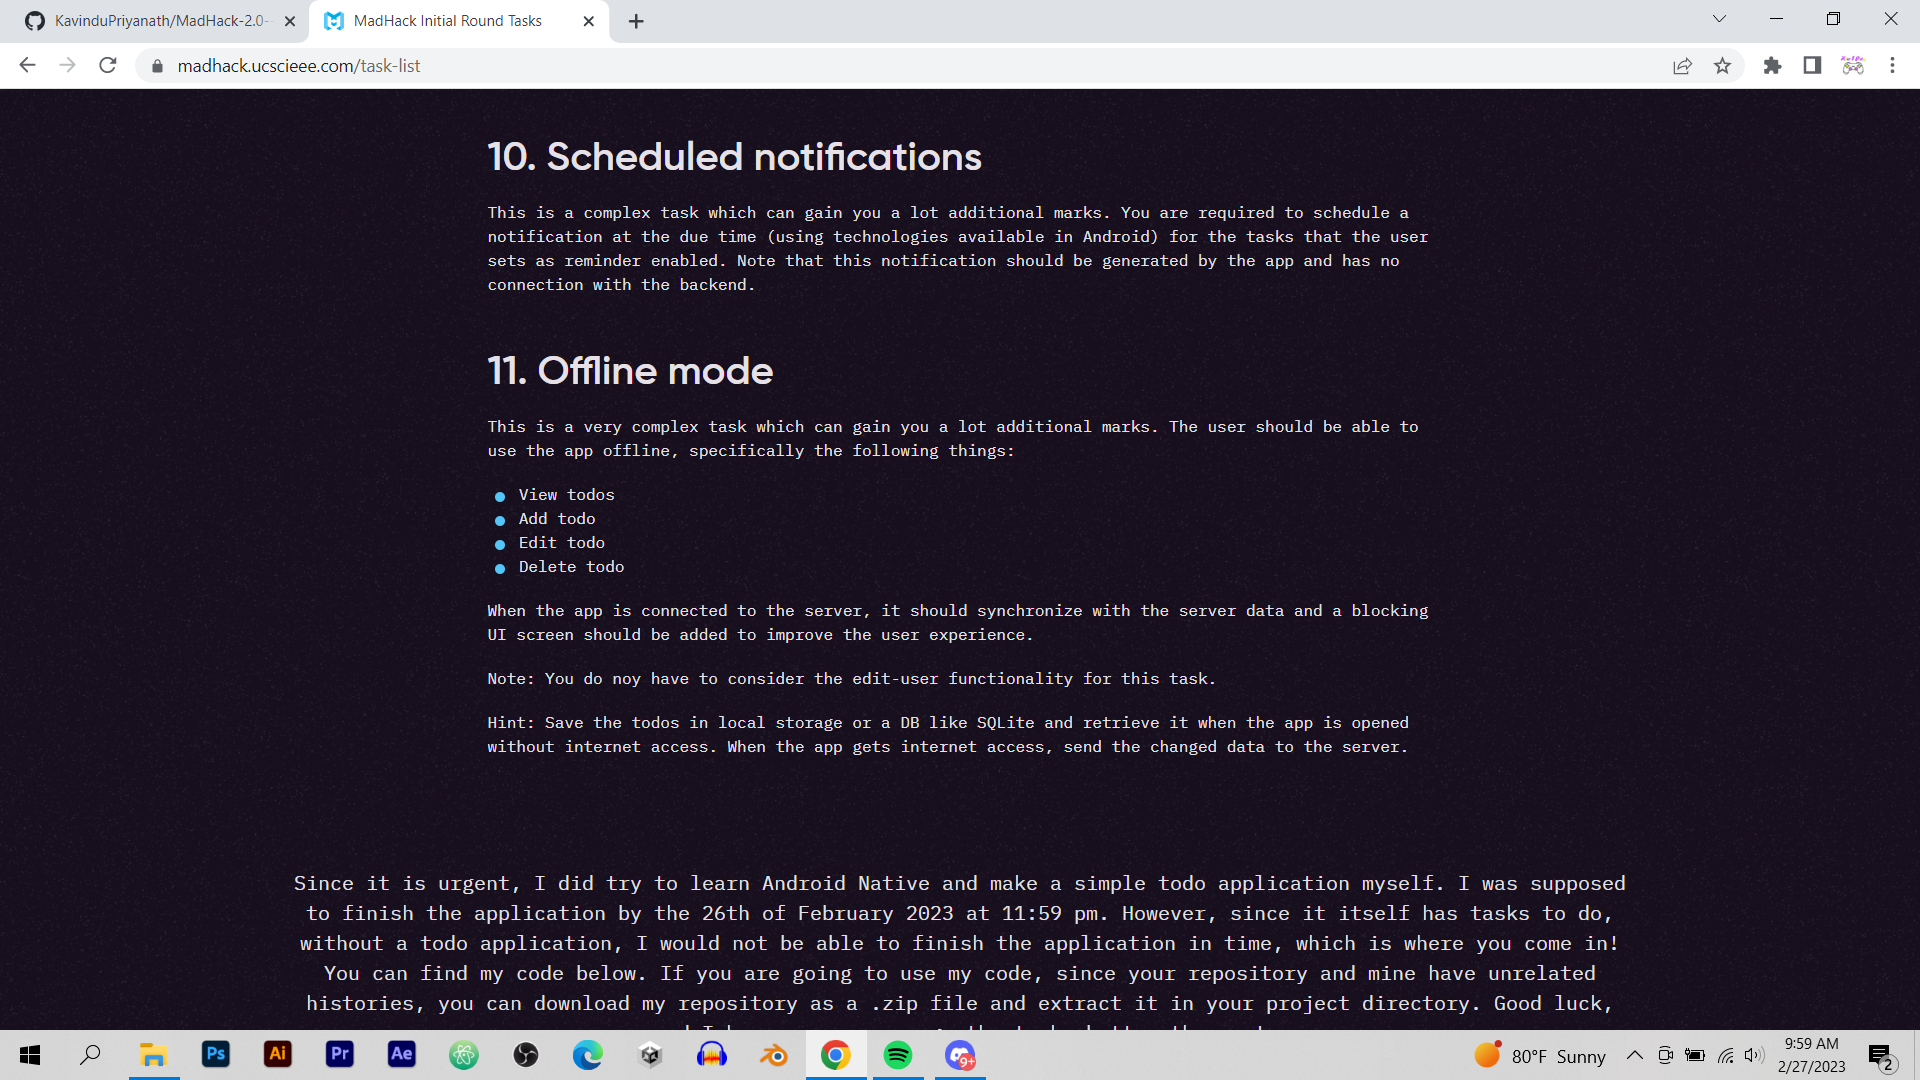 KavinduPriyanath/MadHack-2.0-
MadHack Initial Round Tasks
madhack.ucscieee.com/task-list
10. Scheduled notifications
This is a complex task which can gain you a lot additional marks. You are required to schedule a
notification at the due time (using technologies available in Android) for the tasks that the user
sets as reminder enabled. Note that this notification should be generated by the app and has no
connection with the backend.
11. Offline mode
This is a very complex task which can gain you a lot additional marks. The user should be able to
use the app offline, specifically the following things:
View todos
Add todo
Edit todo
Delete todo
When the app is connected to the server, it should synchronize with the server data and a blocking
UI screen should be added to improve the user experience.
Note: You do noy have to consider the edit-user functionality for this task.
Hint: Save the todos in local storage or a DB like SQLite and retrieve it when the app is opened
without internet access. When the app gets internet access, send the changed data to the server.
Since it is urgent, I did try to learn Android Native and make a simple todo application myself. I was supposed
to finish the application by the 26th of February 2023 at 11:59 pm. However, since it itself has tasks to do,
without a todo application, I would not be able to finish the application in time, which is where you come in!
You can find my code below. If you are going to use my code, since your repository and mine have unrelated
histories, you can download my repository as a .zip file and extract it in your project directory. Good luck,
Ps Ai Pr Ae 9+ 80°F Sunny 9:59 AM
2/27/2023 2